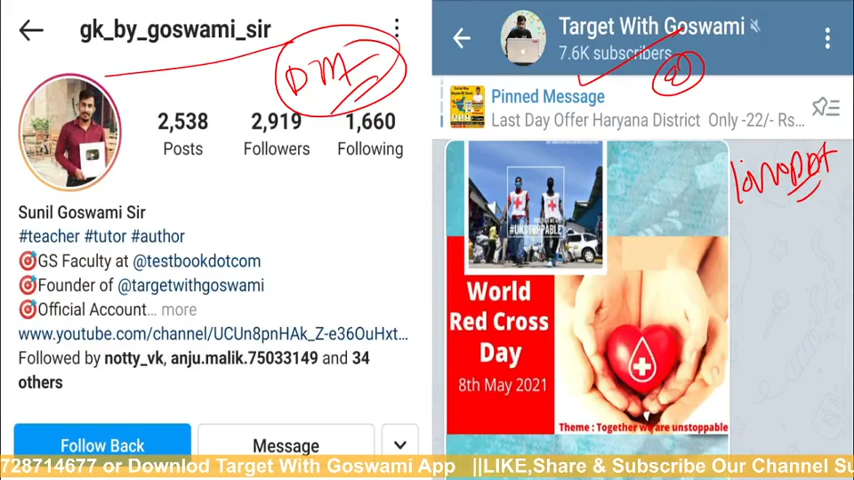 gk_by_goswami_sir
DM
2,538
Posts
2,919
Followers
1,660
Following
Sunil Goswami Sir
#teacher #tutor #author
GS Faculty at @testbookdotcom
Founder of @targetwithgoswami
Official Account... more
www.youtube.com/channel/UCUn8pnHAk_Z-e36OuHxt...
Followed by notty_vk, anju.malik.75033149 and 34
others
Follow Back
Message
Target With Goswami
7.6K subscribers
Pinned Message
Last Day Offer Haryana District Only -22/- Rs...
#UNSTOPPABLE
World
Red Cross
Day
8th May 2021
Theme : Together we are unstoppable
728714677 or Downlod Target With Goswami App ||LIKE,Share & Subscribe Our Channel Su